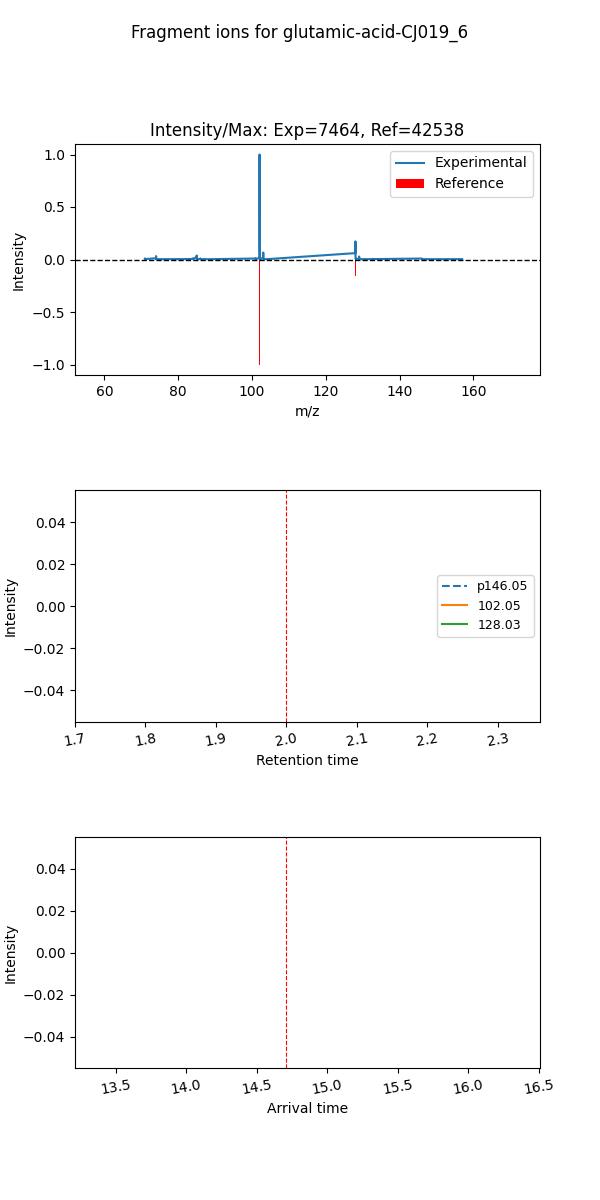 Fragment ions for glutamic-acid-CJ019_6
Intensity/Max: Exp=7464, Ref=42538
Experimental
Reference
1.0
0.5
0.0
−0.5
−1.0
Intensity
60 80 100 120 140 160
m/z
0.04
0.02
0.00
−0.02
−0.04
Intensity
p146.05
102.05
128.03
1.7 1.8 1.9 2.0 2.1 2.2 2.3
Retention time
0.04
0.02
0.00
−0.02
−0.04
Intensity
13.5 14.0 14.5 15.0 15.5 16.0 16.5
Arrival time